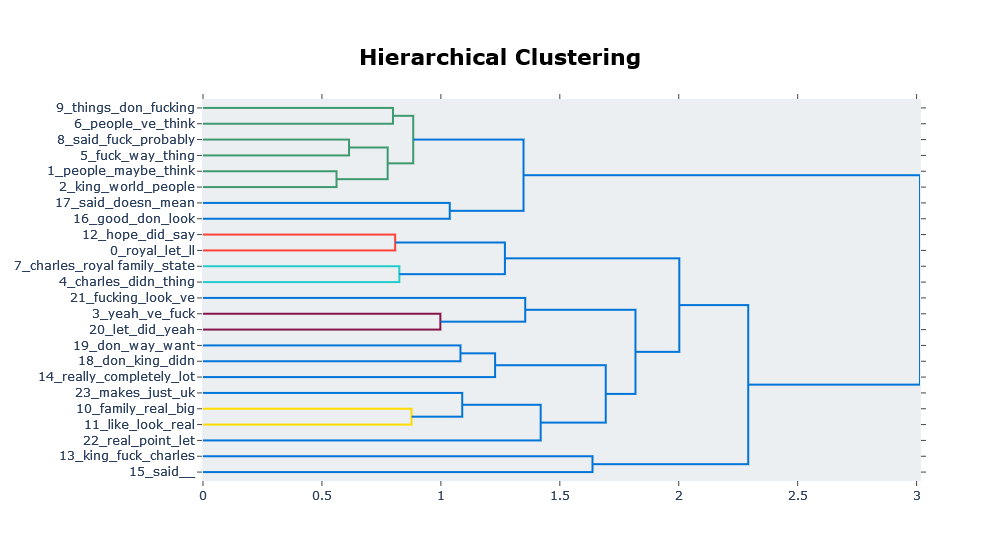 Hierarchical Clustering
9_things_don_fucking
6_people_ve_think
8_said_fuck_probably
5_fuck_way_thing
1_people_maybe_think
2_king_world_people
17_said_doesn_mean
16_good_don_look
12_hope_did_say
0_royal_let_ll
7_charles_royal family_state
4_charles_didn_thing
21_fucking_look_ve
3_yeah_ve_fuck
20_let_did_yeah
19_don_way_want
18_don_king_didn
14_really_completely_lot
23_makes_just_uk
10_family_real_big
11_like_look_real
22_real_point_let
13_king_fuck_charles
15_said__
0 0.5 1 1.5 2 2.5 3